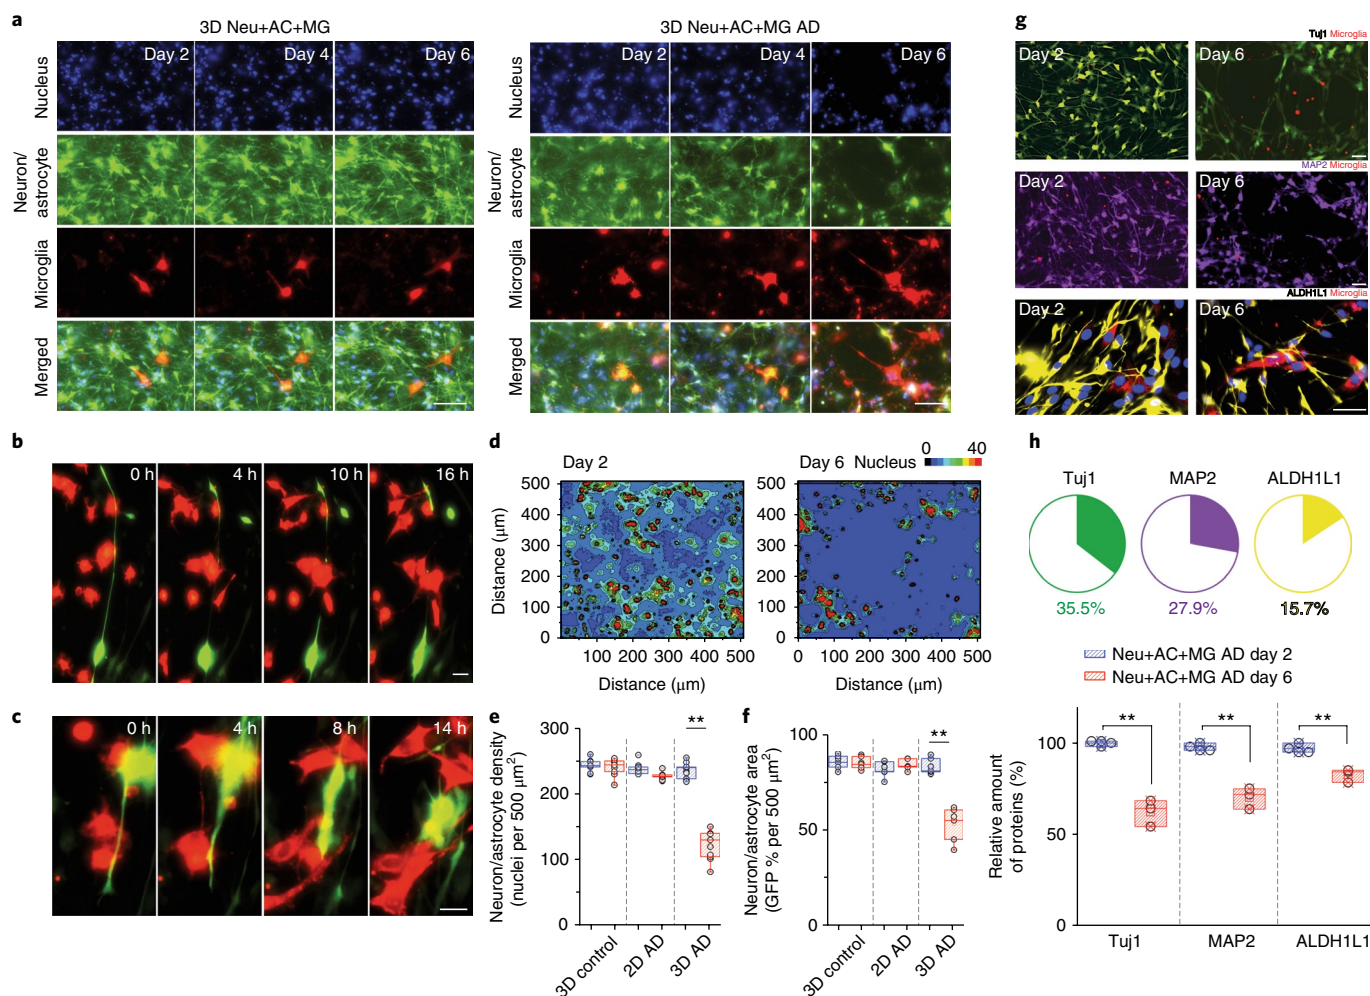 a
3D Neu+AC+MG
3D Neu+AC+MG AD
Day 2
Day 4
Day 6
Day 2
Day 4
Day 6
Nucleus
Neuron/
astrocyte
Microglia
Merged
Nucleus
Neuron/
astrocyte
Microglia
Merged
g
Tuj1 Microglia
Day 2
Day 6
MAP2 Microglia
Day 2
Day 6
ALDH1L1 Microglia
Day 2
Day 6
b
0 h
4 h
10 h
16 h
c
0 h
4 h
8 h
14 h
d
Day 2
Day 6
Nucleus
0
40
Distance (μm)
500
400
300
200
100
0
100 200 300 400 500
Distance (μm)
500
400
300
200
100
0
0 100 200 300 400 500
Distance (μm)
e
**
Neuron/astrocyte density
(nuclei per 500 μm²)
300
200
100
0
3D control
2D AD
3D AD
f
**
Neuron/astrocyte area
(GFP % per 500 μm²)
100
50
0
3D control
2D AD
3D AD
h
Tuj1
MAP2
ALDH1L1
35.5%
27.9%
15.7%
Neu+AC+MG AD day 2
Neu+AC+MG AD day 6
**
**
**
Relative amount
of proteins (%)
100
50
0
Tuj1
MAP2
ALDH1L1